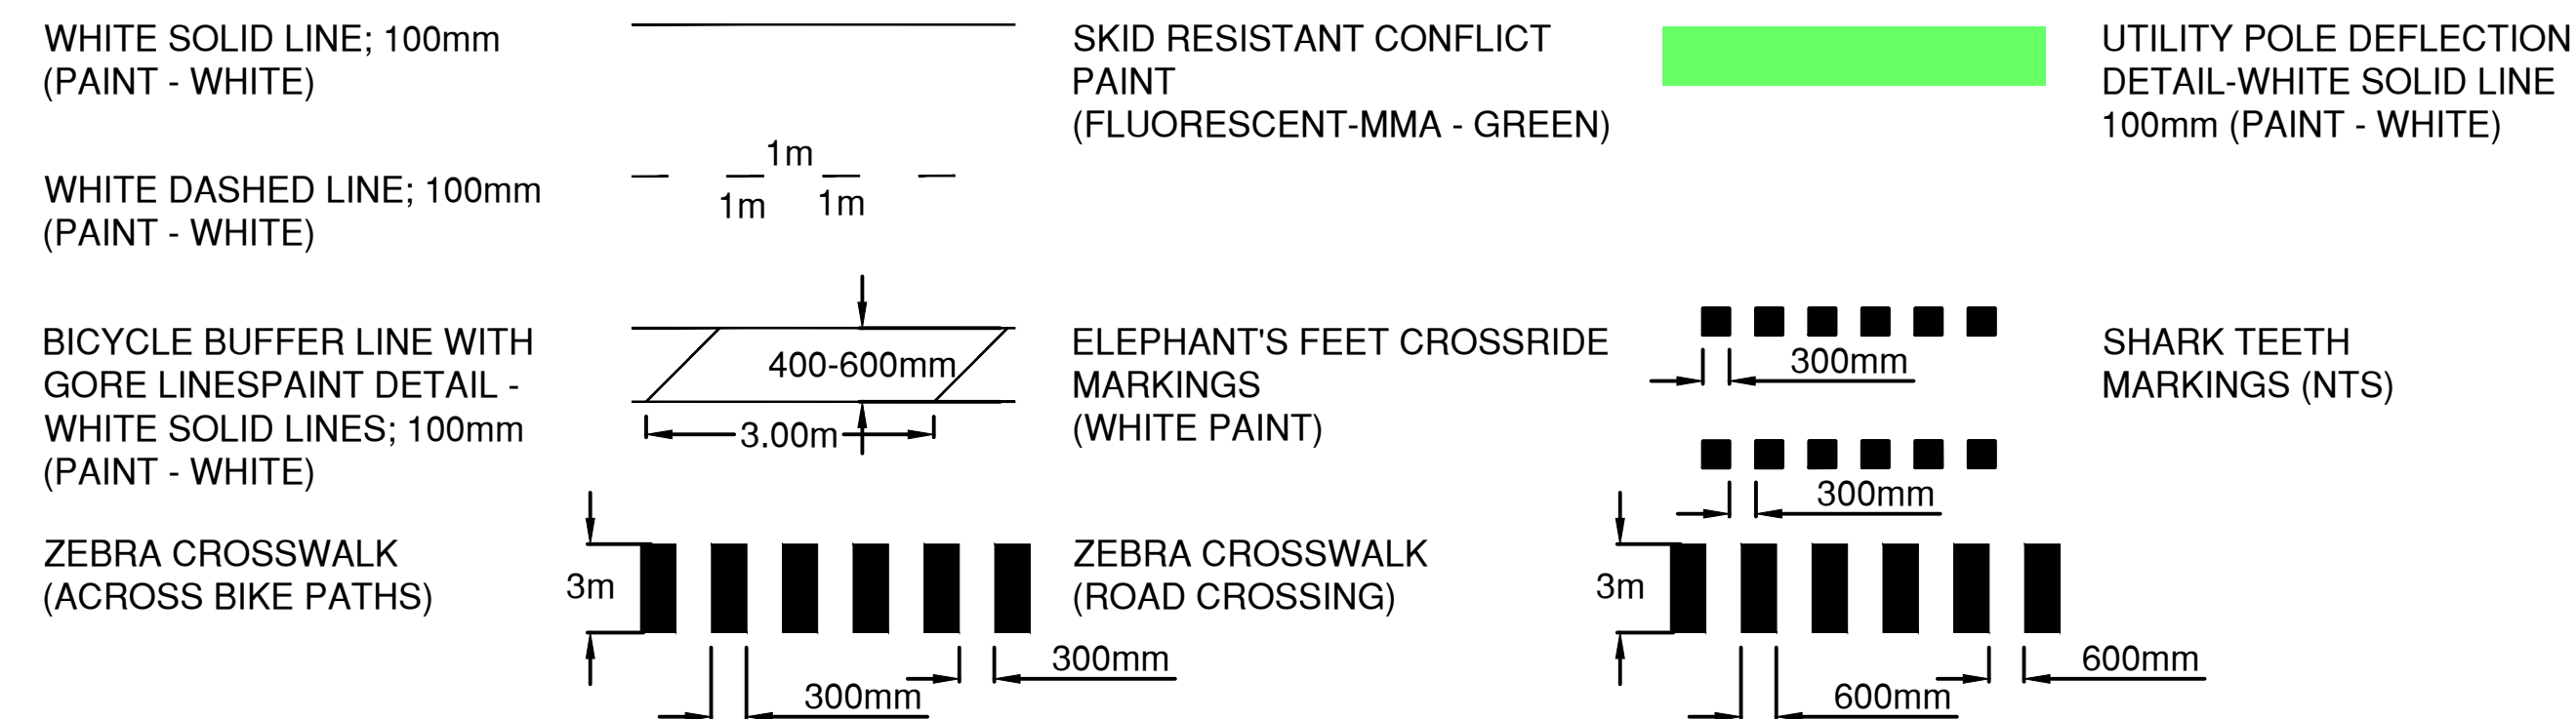 WHITE SOLID LINE; 100mm
(PAINT - WHITE)
WHITE DASHED LINE; 100mm
(PAINT - WHITE)
1m
1m
1m
BICYCLE BUFFER LINE WITH
GORE LINESPAINT DETAIL -
WHITE SOLID LINES; 100mm
(PAINT - WHITE)
400-600mm
3.00m
ZEBRA CROSSWALK
(ACROSS BIKE PATHS)
3m
300mm
300mm
SKID RESISTANT CONFLICT
PAINT
(FLUORESCENT-MMA - GREEN)
ELEPHANT'S FEET CROSSRIDE
MARKINGS
(WHITE PAINT)
300mm
300mm
ZEBRA CROSSWALK
(ROAD CROSSING)
3m
600mm
600mm
UTILITY POLE DEFLECTION
DETAIL-WHITE SOLID LINE
100mm (PAINT - WHITE)
SHARK TEETH
MARKINGS (NTS)